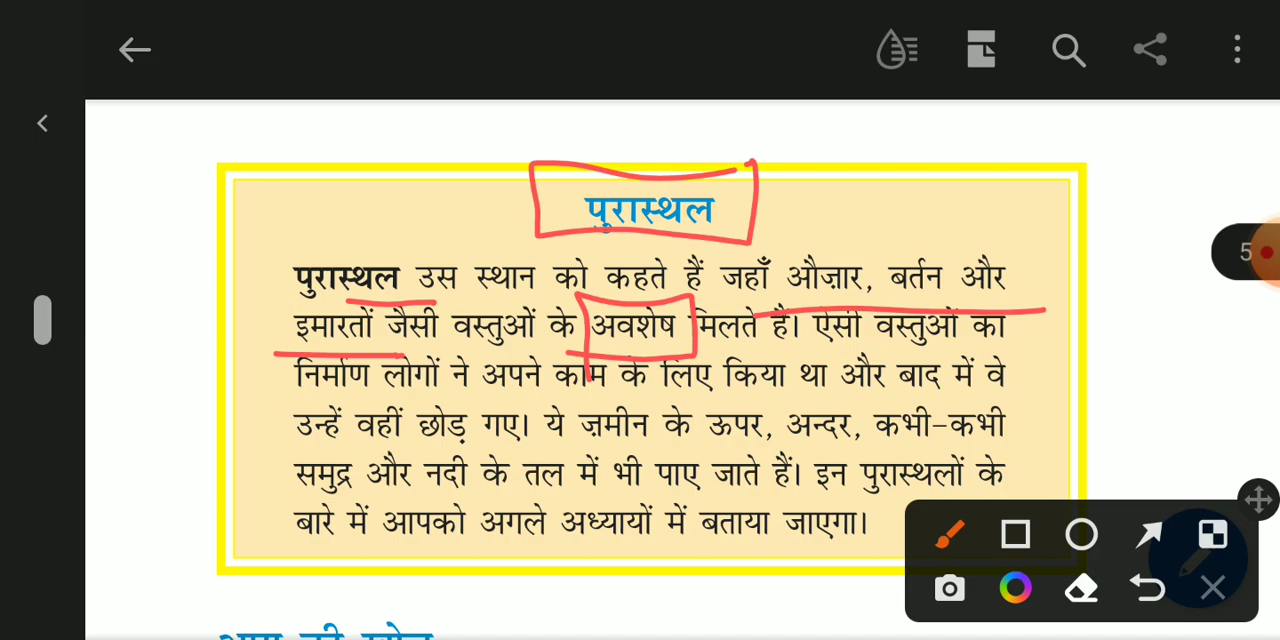 5
पुरास्थल
पुरास्थल उस स्थान को कहते हैं जहाँ औज़ार, बर्तन और
इमारतों जैसी वस्तुओं के अवशेष मिलते हैं। ऐसी वस्तुओं का
निर्माण लोगों ने अपने काम के लिए किया था और बाद में वे
उन्हें वहीं छोड़ गए। ये ज़मीन के ऊपर, अन्दर, कभी-कभी
समुद्र और नदी के तल में भी पाए जाते हैं। इन पुरास्थलों के
बारे में आपको अगले अध्यायों में बताया जाएगा।